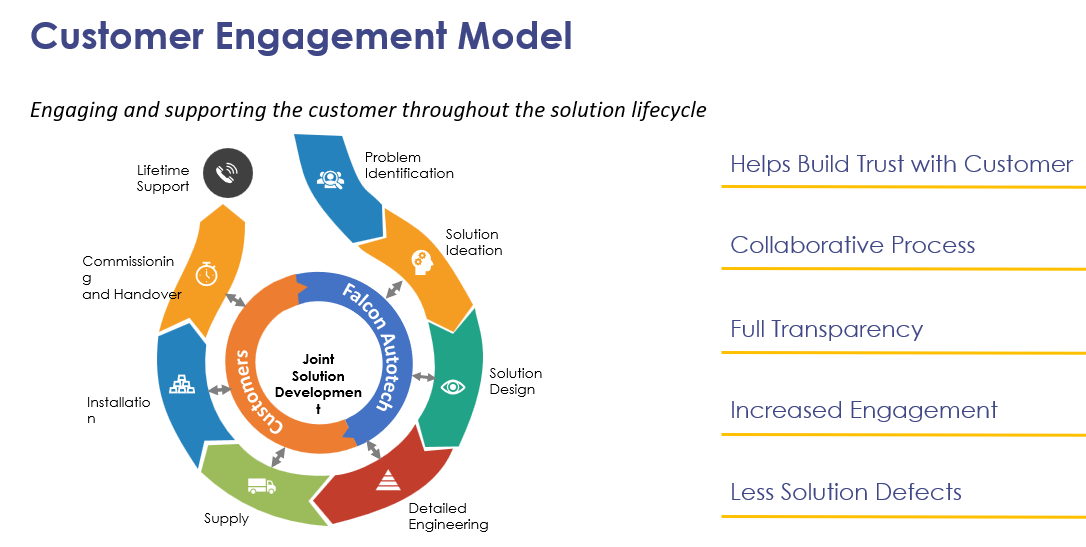 Customer Engagement Model
Engaging and supporting the customer throughout the solution lifecycle
Problem
Identification
Solution
Ideation
Solution
Design
Detailed
Engineering
Supply
Installatio
n
Commissionin
g
and Handover
Lifetime
Support
Falcon Autotech
Customers
Joint
Solution
Developmen
t
Helps Build Trust with Customer
Collaborative Process
Full Transparency
Increased Engagement
Less Solution Defects